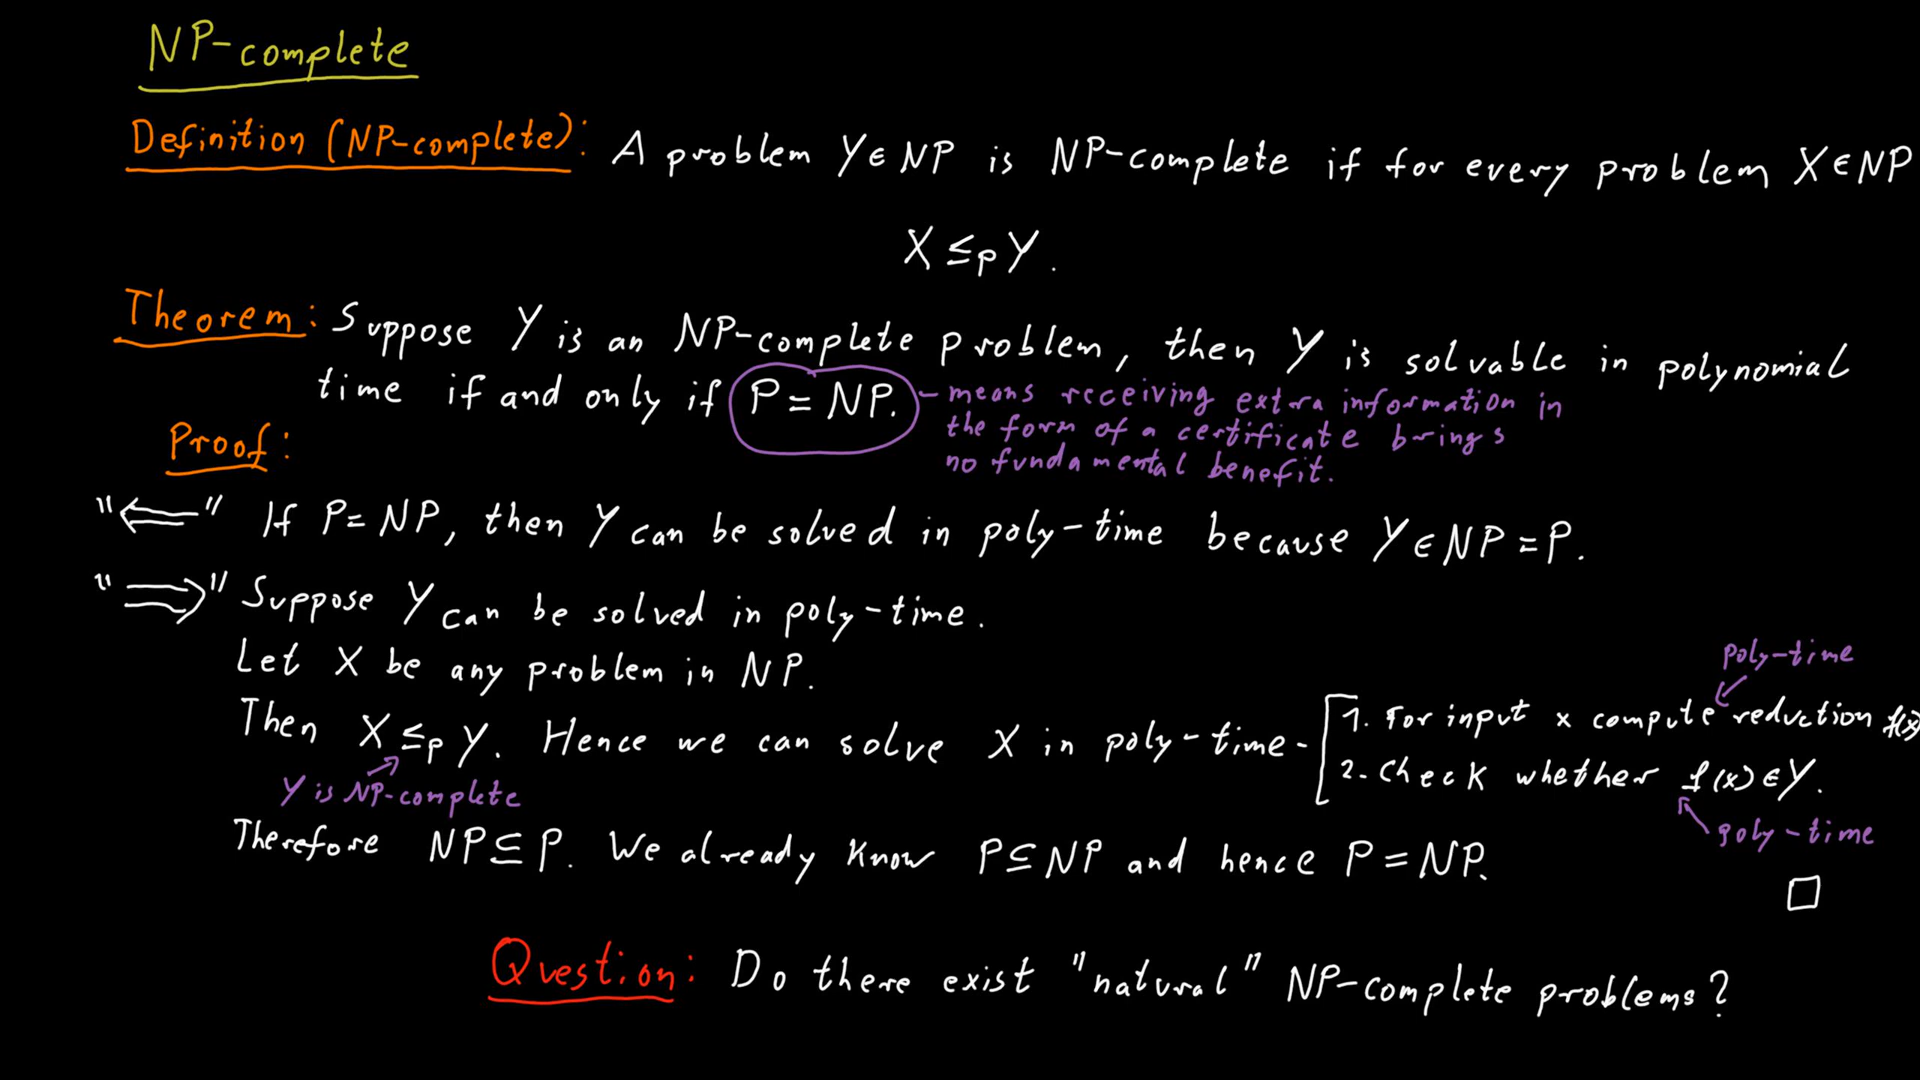 NP-complete
Definition (NP-complete): A problem Y∈NP is NP-complete if for every problem X∈NP
X ≤p Y.
Theorem: Suppose Y is an NP-complete problem, then Y is solvable in polynomial
time if and only if P = NP. - means receiving extra information in
the form of a certificate brings
no fundamental benefit.
Proof:
"⇐" If P=NP, then Y can be solved in poly-time because Y∈NP=P.
"⇒" Suppose Y can be solved in poly-time.
Let X be any problem in NP.
poly-time
Then X ≤p Y. Hence we can solve X in poly-time - 1. For input x compute reduction f(x)
2. Check whether f(x)∈Y.
Y is NP-complete
poly-time
Therefore NP⊆P. We already know P⊆NP and hence P=NP.
□
Question: Do there exist "natural" NP-complete problems?